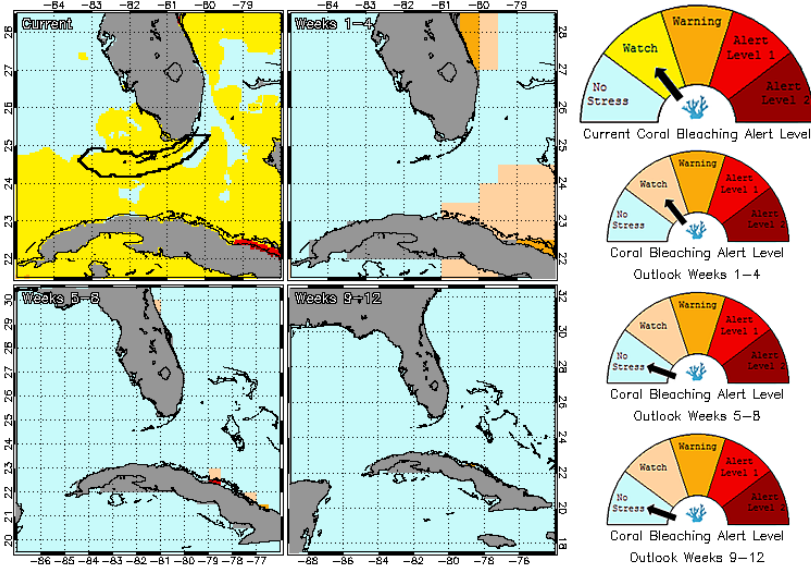 −84 −83 −82 −81 −80 −79
−84 −83 −82 −81 −80 −79
Current
Weeks 1−4
28
27
26
25
24
23
22
28
27
26
25
24
23
22
Weeks 5−8
Weeks 9−12
30
29
28
27
26
25
24
23
22
21
20
32
30
28
26
24
22
20
18
−86 −85 −84 −83 −82 −81 −80 −79 −78 −77
−88 −86 −84 −82 −80 −78 −76 −74
No Stress
Watch
Warning
Alert Level 1
Alert Level 2
Current Coral Bleaching Alert Level
No Stress
Watch
Warning
Alert Level 1
Alert Level 2
Coral Bleaching Alert Level
Outlook Weeks 1−4
No Stress
Watch
Warning
Alert Level 1
Alert Level 2
Coral Bleaching Alert Level
Outlook Weeks 5−8
No Stress
Watch
Warning
Alert Level 1
Alert Level 2
Coral Bleaching Alert Level
Outlook Weeks 9−12